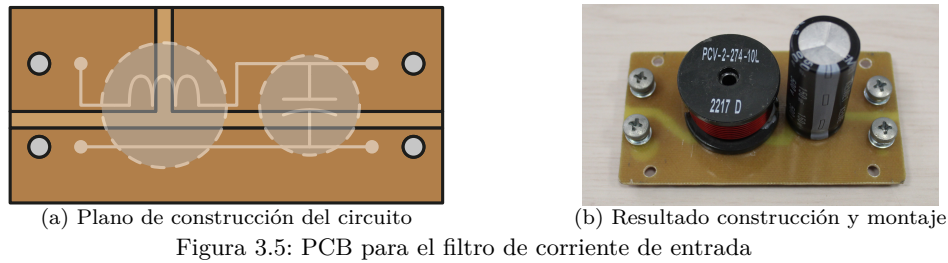 PCV-2-274-10L
2217 D
(a) Plano de construcción del circuito
(b) Resultado construcción y montaje
Figura 3.5: PCB para el filtro de corriente de entrada